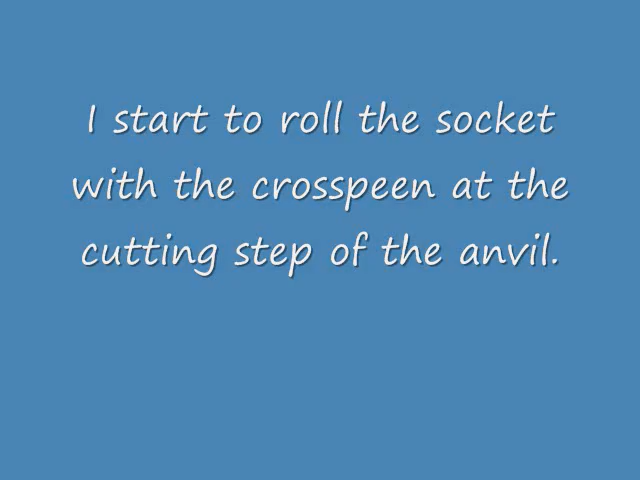 I start to roll the socket
with the crosspeen at the
cutting step of the anvil.